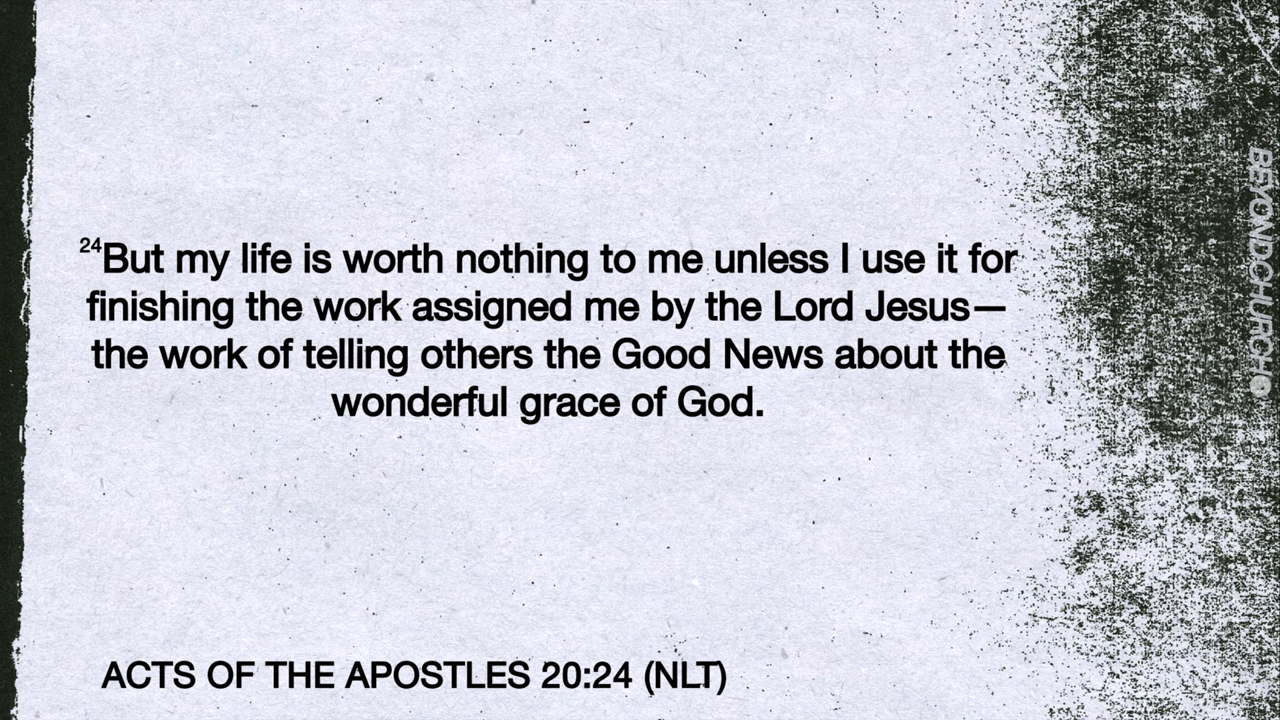 ²⁴But my life is worth nothing to me unless I use it for
finishing the work assigned me by the Lord Jesus—
the work of telling others the Good News about the
wonderful grace of God.
ACTS OF THE APOSTLES 20:24 (NLT)
BEYONDCHURCH